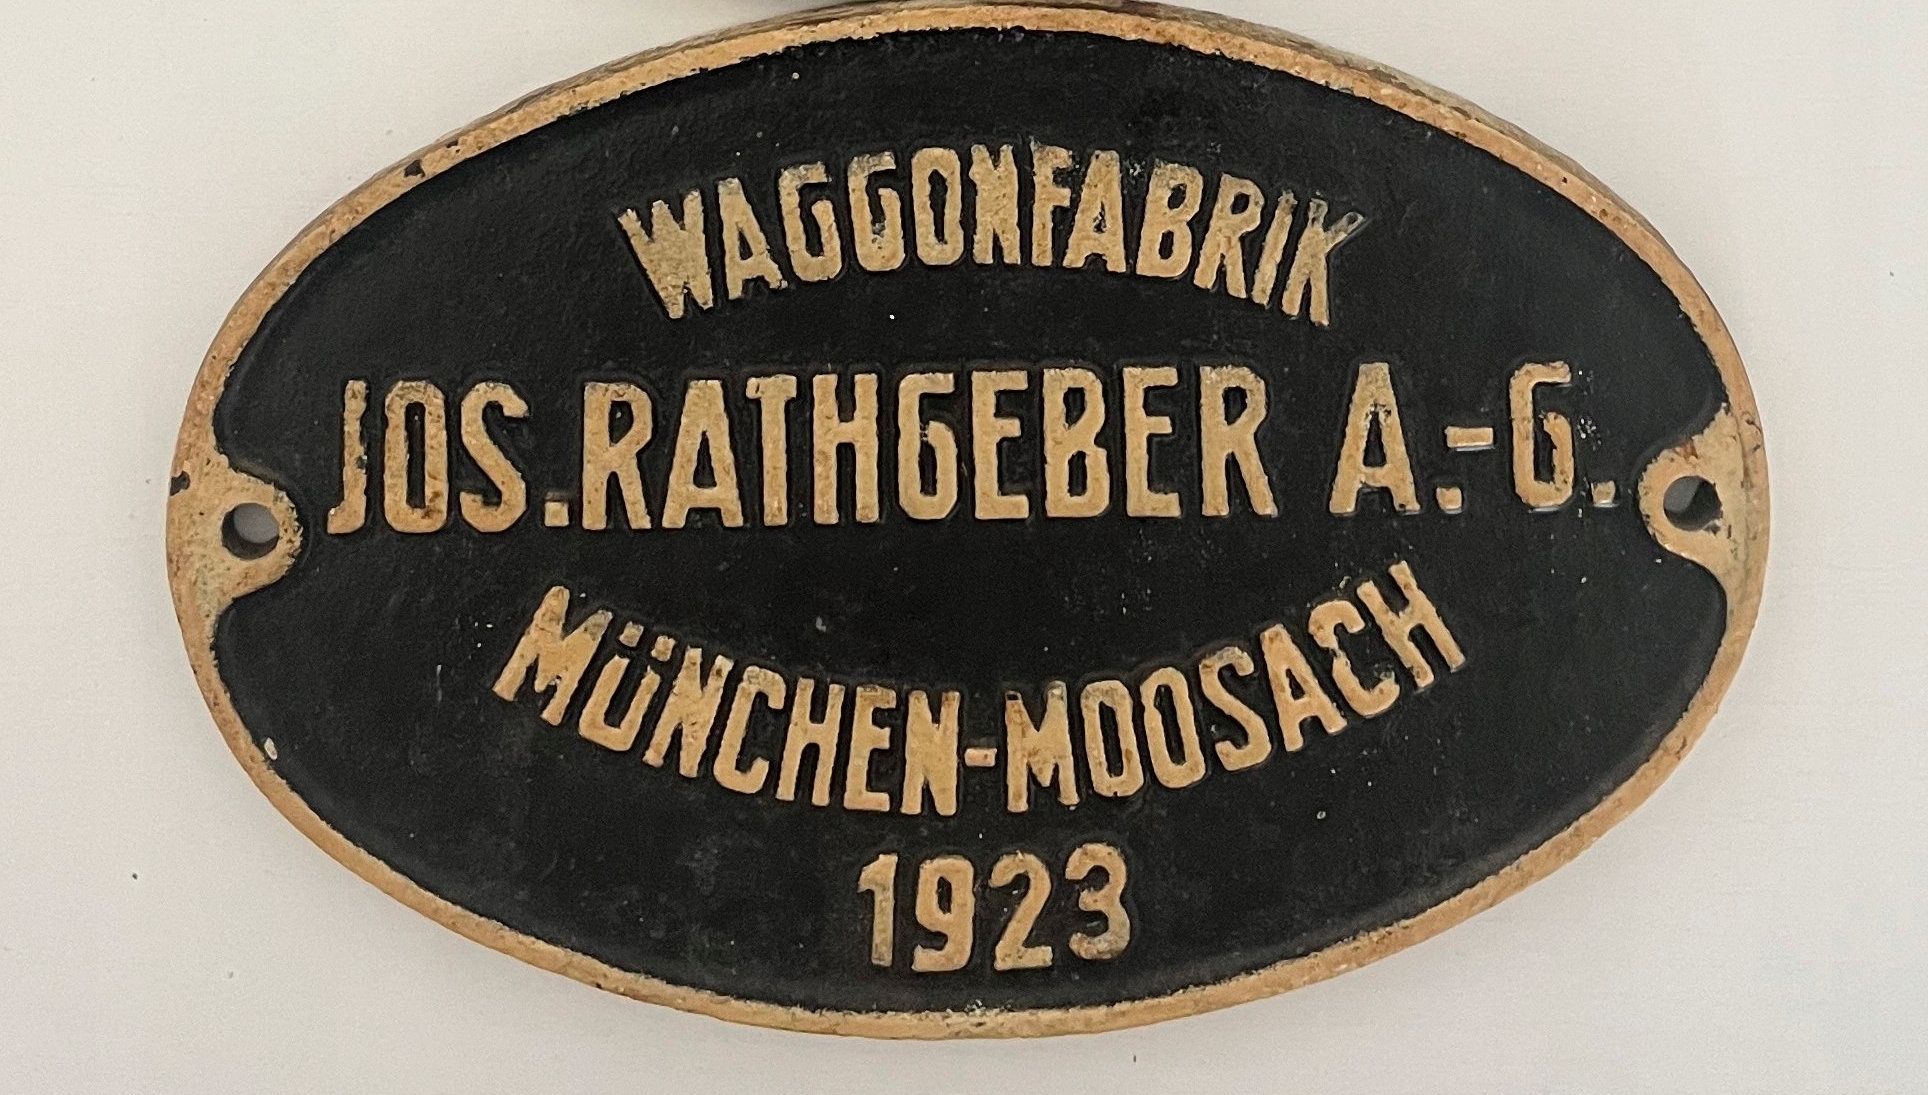 WAGGONFABRIK
JOS.RATHGEBER A.-G.
MÜNCHEN-MOOSACH
1923